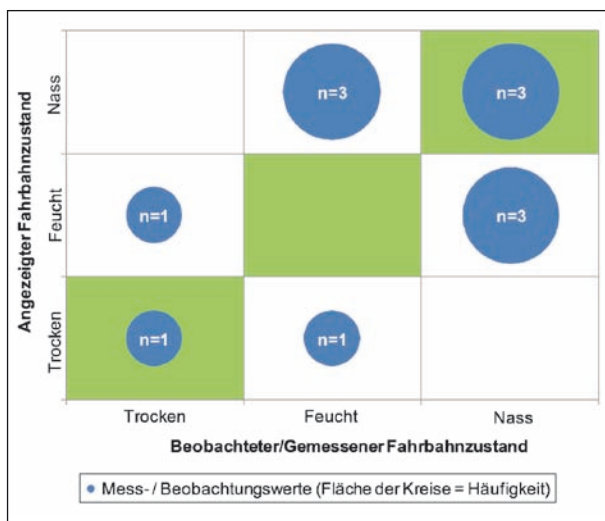 Angezeigter Fahrbahnzustand
Nass
n=3
n=3
Feucht
n=1
n=3
Trocken
n=1
n=1
Trocken
Feucht
Nass
Beobachteter/Gemessener Fahrbahnzustand
Mess- / Beobachtungswerte (Fläche der Kreise = Häufigkeit)